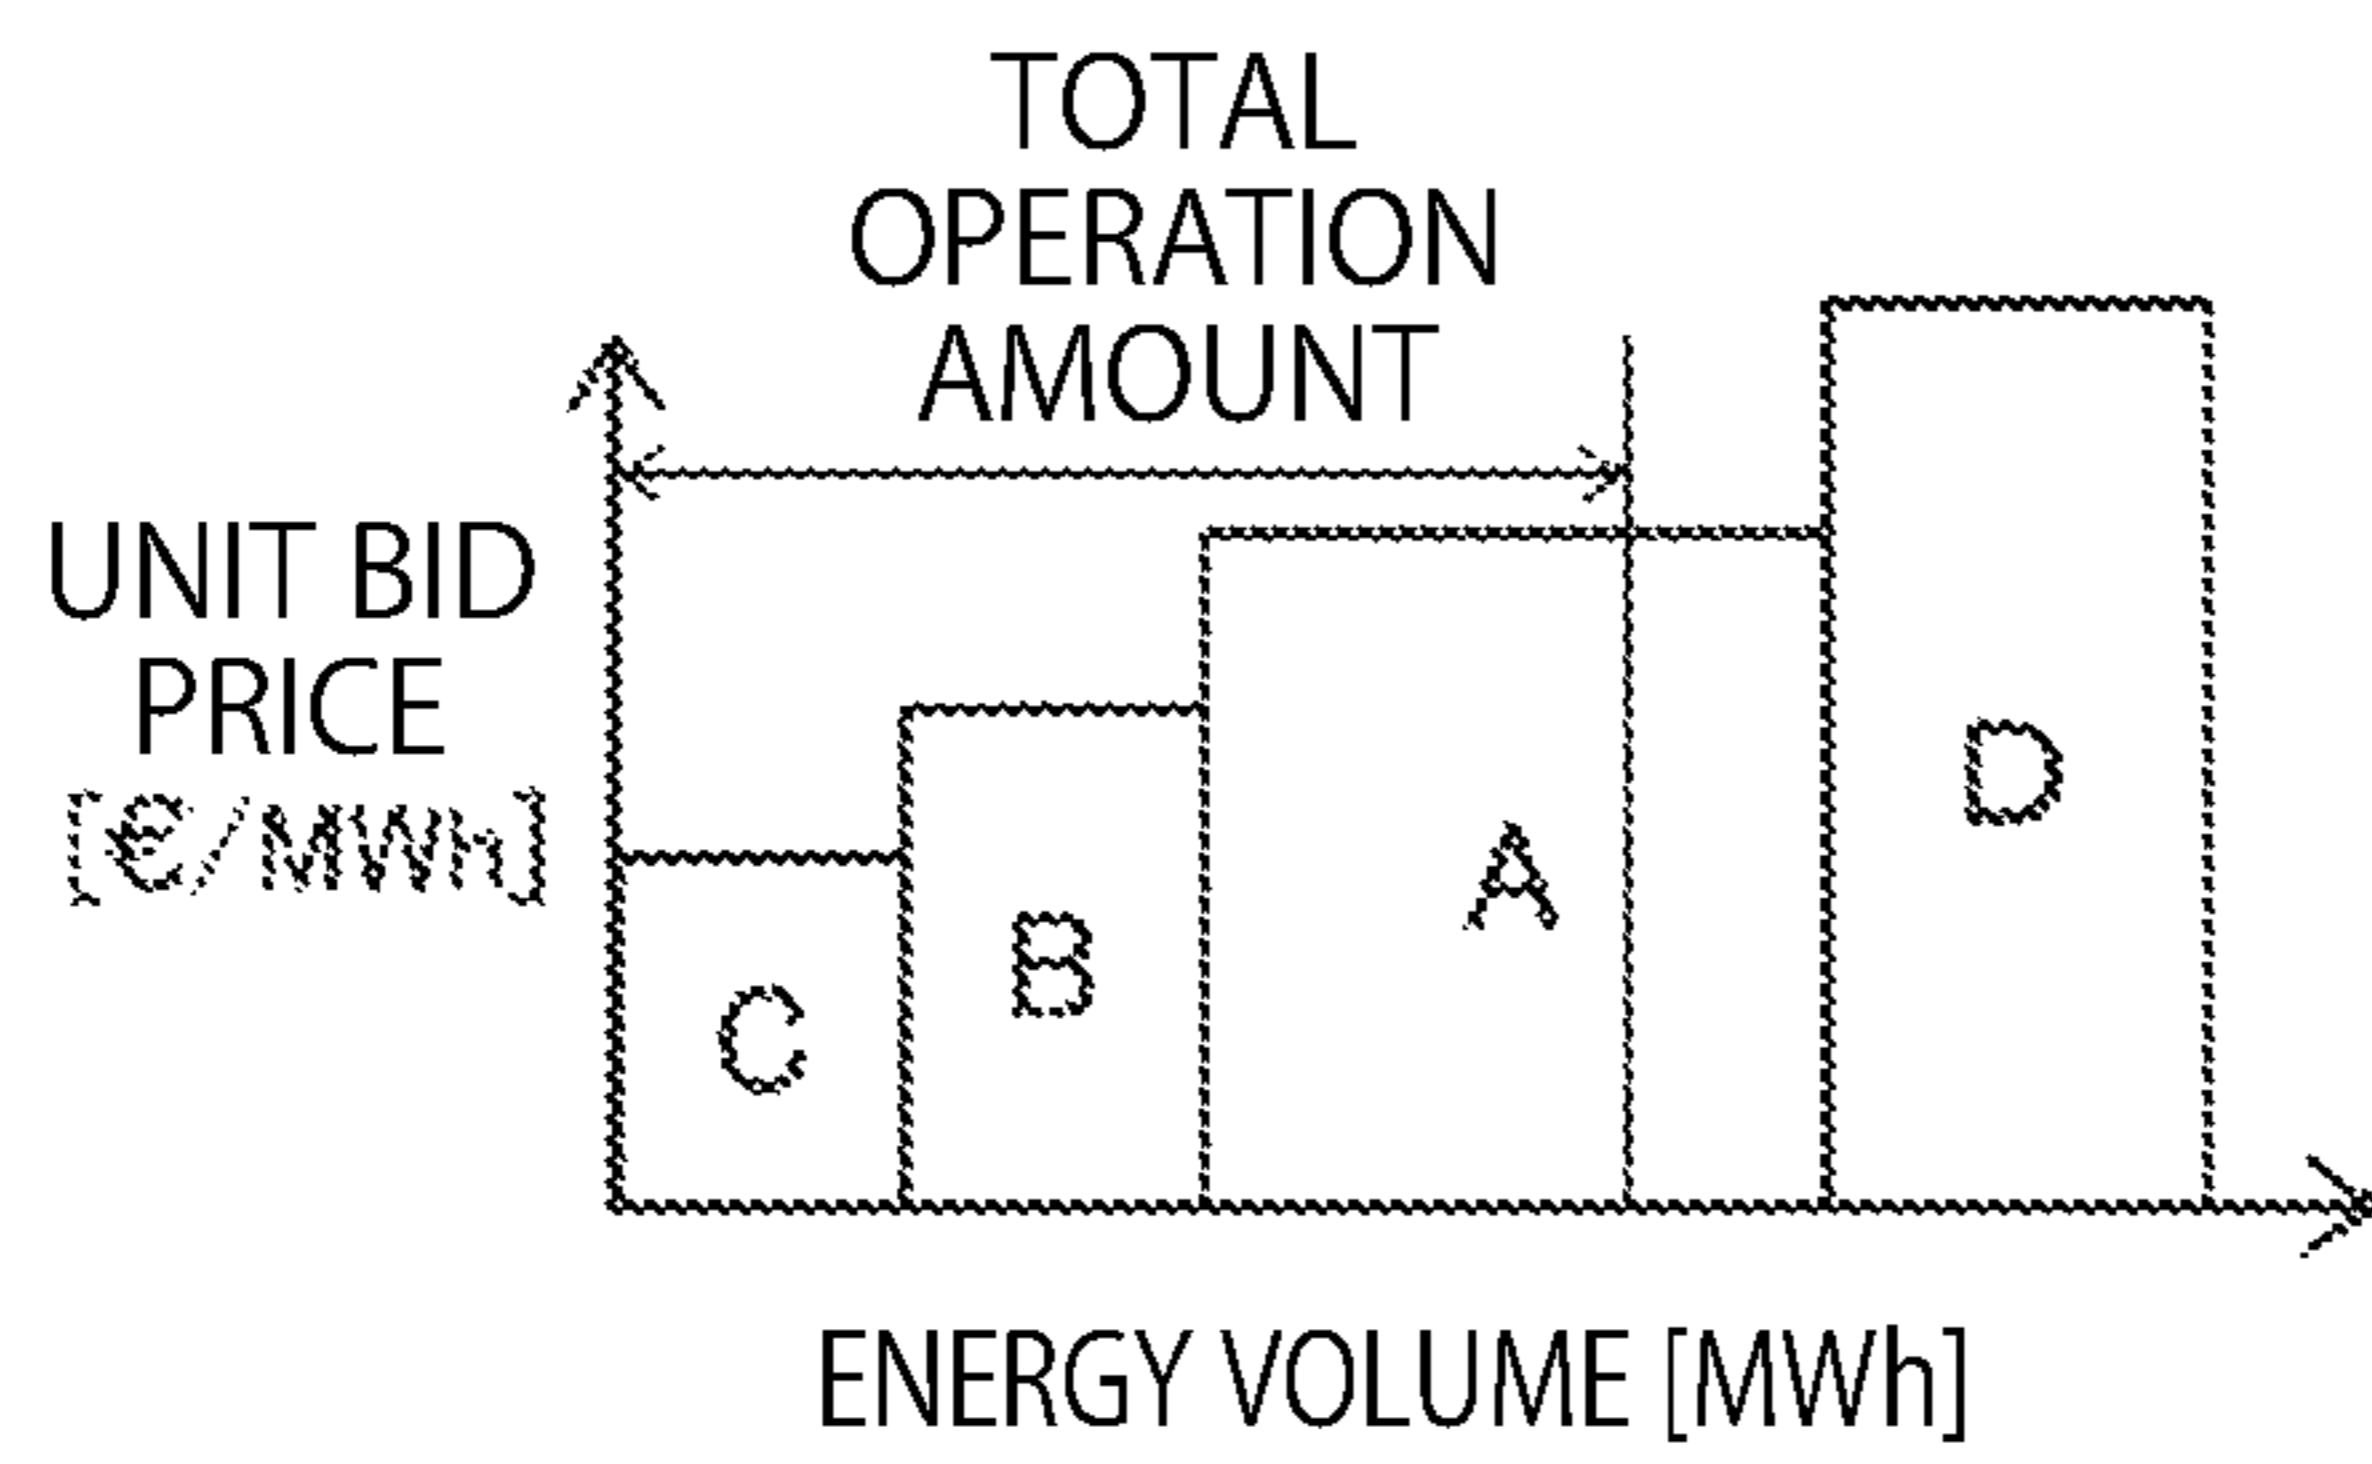 TOTAL
OPERATION
AMOUNT
UNIT BID
PRICE
[€/MWh]
C
B
A
D
ENERGY VOLUME [MWh]